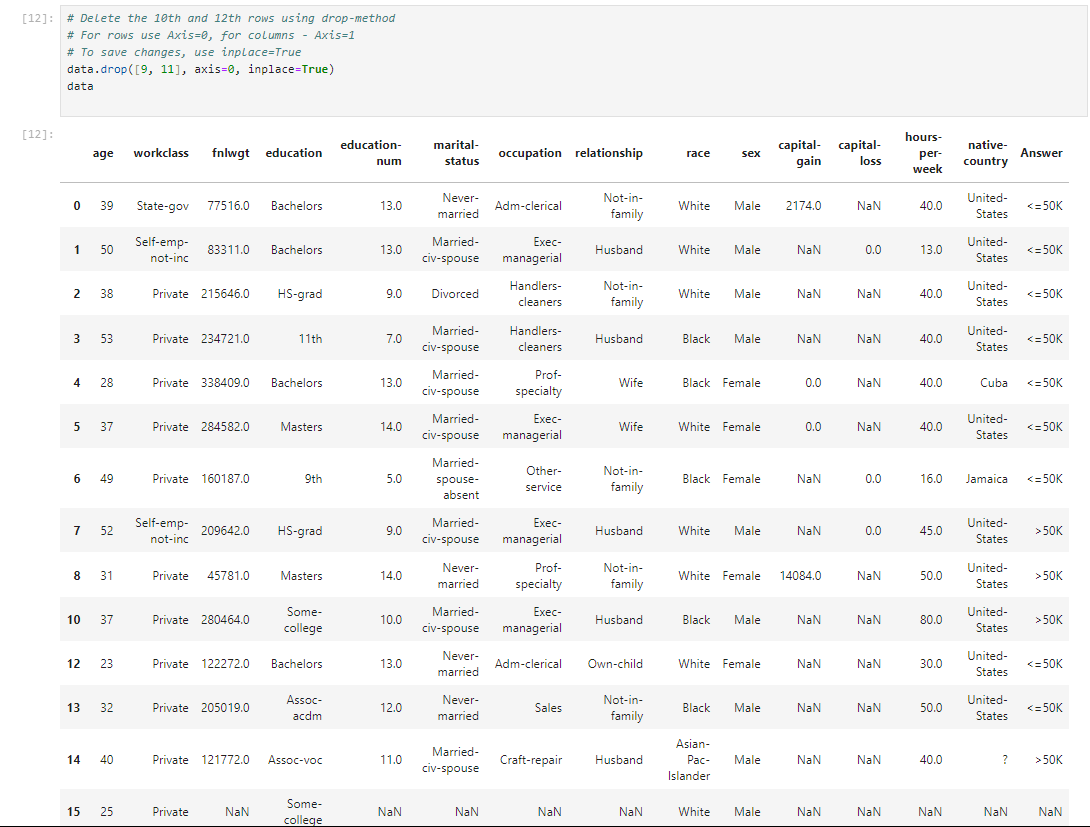 [12]: # Delete the 10th and 12th rows using drop-method
# For rows use Axis=0, for columns - Axis=1
# To save changes, use inplace=True
data.drop([9, 11], axis=0, inplace=True)
data
[12]:
age workclass fnlwgt education education-num marital-status occupation relationship race sex capital-gain capital-loss hours-per-week native-country Answer
0 39 State-gov 77516.0 Bachelors 13.0 Never-married Adm-clerical Not-in-family White Male 2174.0 NaN 40.0 United-States <=50K
1 50 Self-emp-not-inc 83311.0 Bachelors 13.0 Married-civ-spouse Exec-managerial Husband White Male NaN 0.0 13.0 United-States <=50K
2 38 Private 215646.0 HS-grad 9.0 Divorced Handlers-cleaners Not-in-family White Male NaN NaN 40.0 United-States <=50K
3 53 Private 234721.0 11th 7.0 Married-civ-spouse Handlers-cleaners Husband Black Male NaN NaN 40.0 United-States <=50K
4 28 Private 338409.0 Bachelors 13.0 Married-civ-spouse Prof-specialty Wife Black Female 0.0 NaN 40.0 Cuba <=50K
5 37 Private 284582.0 Masters 14.0 Married-civ-spouse Exec-managerial Wife White Female 0.0 NaN 40.0 United-States <=50K
6 49 Private 160187.0 9th 5.0 Married-spouse-absent Other-service Not-in-family Black Female NaN 0.0 16.0 Jamaica <=50K
7 52 Self-emp-not-inc 209642.0 HS-grad 9.0 Married-civ-spouse Exec-managerial Husband White Male NaN 0.0 45.0 United-States >50K
8 31 Private 45781.0 Masters 14.0 Never-married Prof-specialty Not-in-family White Female 14084.0 NaN 50.0 United-States >50K
10 37 Private 280464.0 Some-college 10.0 Married-civ-spouse Exec-managerial Husband Black Male NaN NaN 80.0 United-States >50K
12 23 Private 122272.0 Bachelors 13.0 Never-married Adm-clerical Own-child White Female NaN NaN 30.0 United-States <=50K
13 32 Private 205019.0 Assoc-acdm 12.0 Never-married Sales Not-in-family Black Male NaN NaN 50.0 United-States <=50K
14 40 Private 121772.0 Assoc-voc 11.0 Married-civ-spouse Craft-repair Husband Asian-Pac-Islander Male NaN NaN 40.0 ? >50K
15 25 Private NaN Some-college NaN NaN NaN NaN White Male NaN NaN NaN NaN NaN